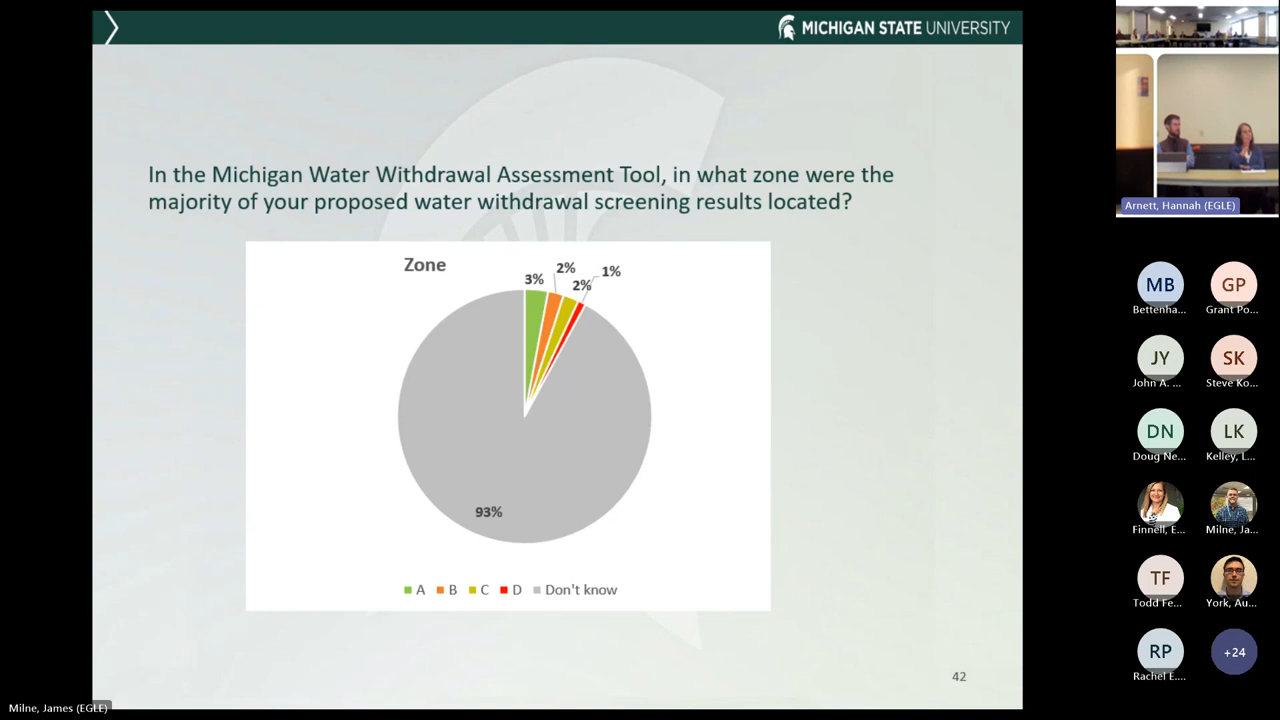 MICHIGAN STATE UNIVERSITY
In the Michigan Water Withdrawal Assessment Tool, in what zone were the
majority of your proposed water withdrawal screening results located?
Zone
3%
2%
2%
1%
93%
A B C D Don't know
42
Milne, James (EGLE)
Arnett, Hannah (EGLE)
MB GP
Bettenha... Grant Po...
JY SK
John A. ... Steve Ko...
DN LK
Doug Ne... Kelley, L...
Finnell, E... Milne, Ja...
TF
Todd Fe... York, Au...
RP +24
Rachel E....